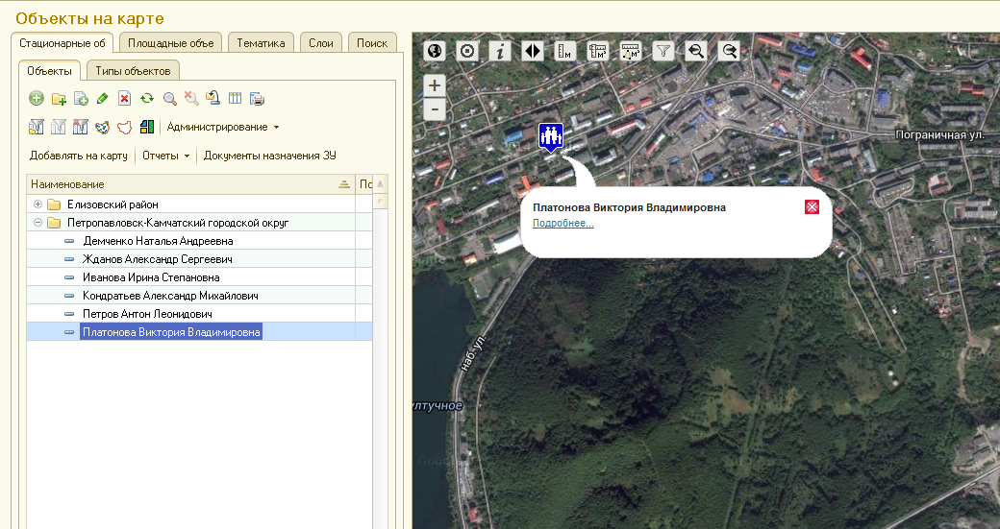 Объекты на карте
Стационарные об
Площадные объе
Тематика
Слои
Поиск
Объекты
Типы объектов
Администрирование
Добавлять на карту
Отчеты
Документы назначения ЗУ
Наименование
По
Елизовский район
Петропавловск-Камчатский городской округ
Демченко Наталья Андреевна
Жданов Александр Сергеевич
Иванова Ирина Степановна
Кондратьев Александр Михайлович
Петров Антон Леонидович
Платонова Виктория Владимировна
+
-
Пограничная ул.
Платонова Виктория Владимировна
Подробнее...
наб. ул.
лтучное